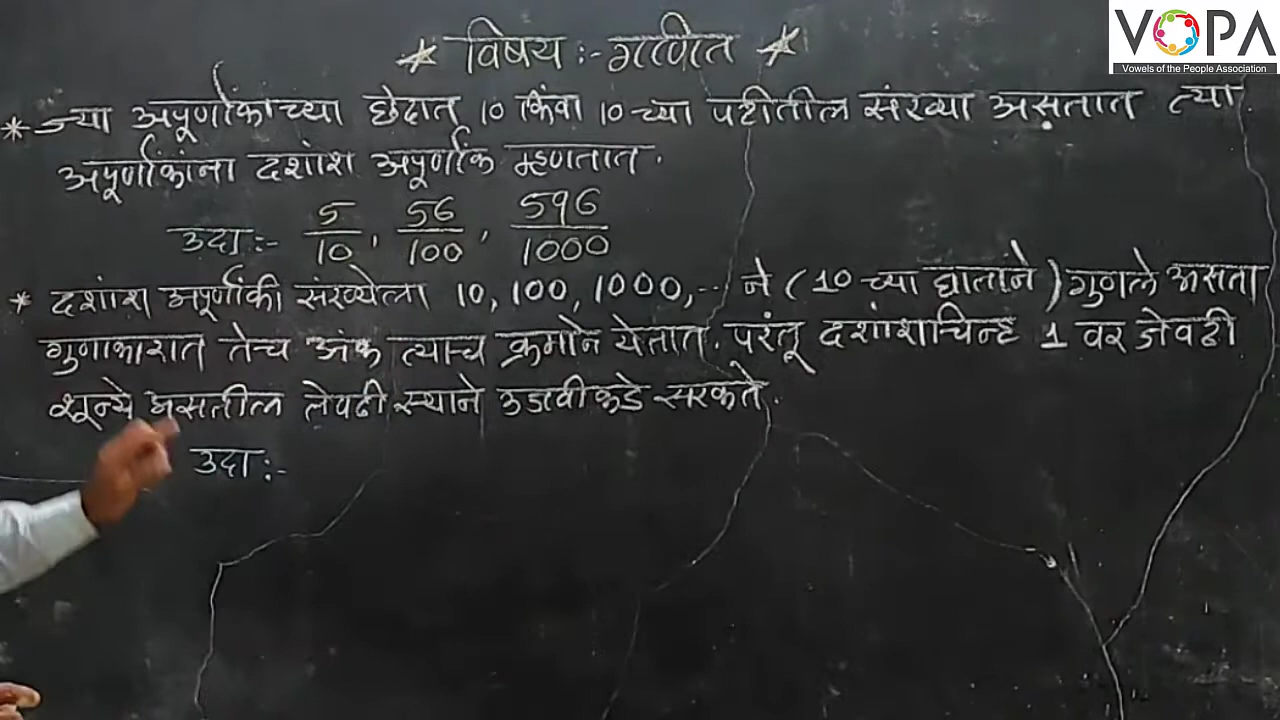 VOPA
Vowels of the People Association
* विषय :- गणित *
* ज्या अपूर्णांकाच्या छेदात 10 किंवा 10 च्या पटीतील संख्या असतात त्या
अपूर्णांकांना दशांश अपूर्णांक म्हणतात.
उदा :- 5/10, 56/100, 596/1000
* दशांश अपूर्णांकी संख्येला 10, 100, 1000, ... ने (10 च्या घातांने) गुणले असता
गुणाकारात तेच अंक त्याच क्रमाने येतात. परंतू दशांशचिन्ह 1 वर जेवढी
शून्ये असतील तेवढी स्थाने उजवीकडे सरकते.
उदा :-